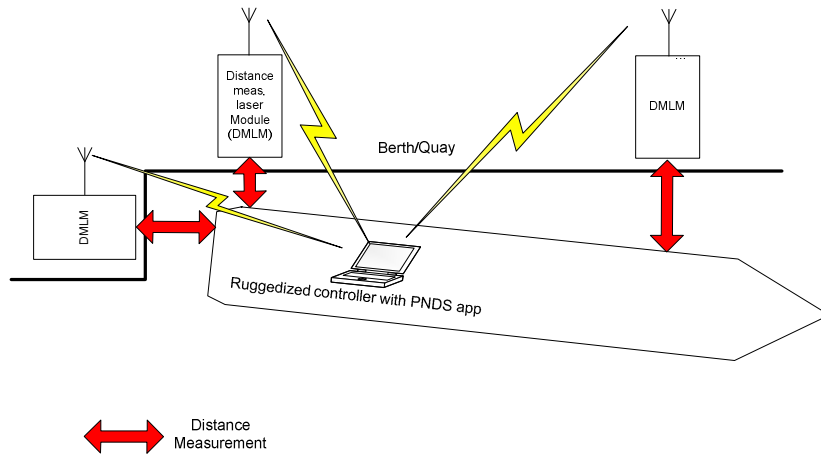 Distance
meas,
laser
Module
(DMLM)
...
DMLM
Berth/Quay
DMLM
Ruggedized controller with PNDS app
Distance
Measurement